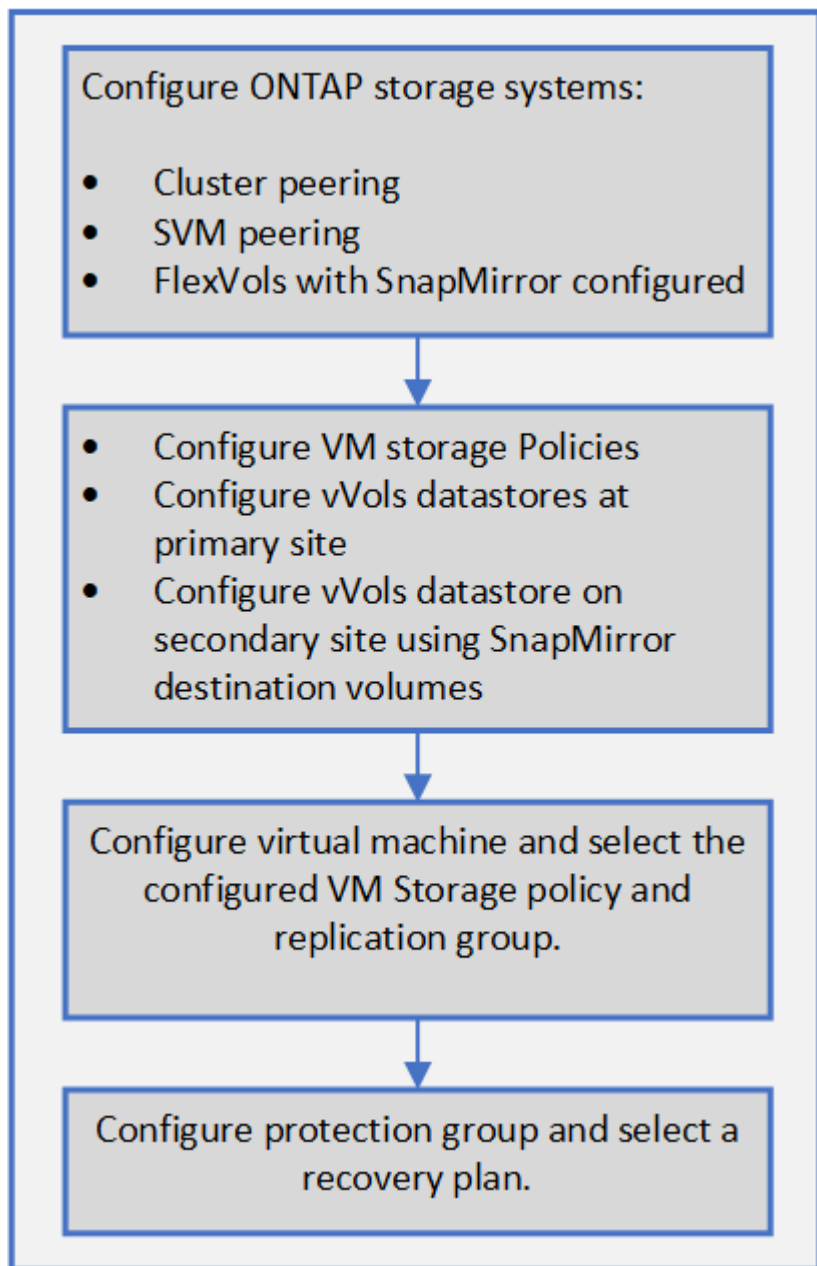 Configure ONTAP storage systems:
• Cluster peering
• SVM peering
• FlexVols with SnapMirror configured
• Configure VM storage Policies
• Configure vVols datastores at
primary site
• Configure vVols datastore on
secondary site using SnapMirror
destination volumes
Configure virtual machine and select the
configured VM Storage policy and
replication group.
Configure protection group and select a
recovery plan.